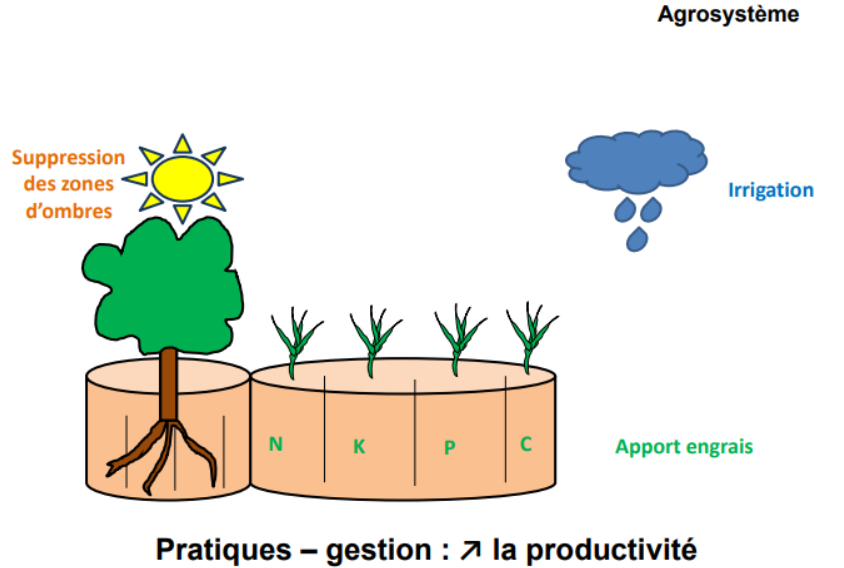 Agrosystème
Suppression
des zones
d’ombres
Irrigation
N K P C
Apport engrais
Pratiques – gestion : ↗ la productivité